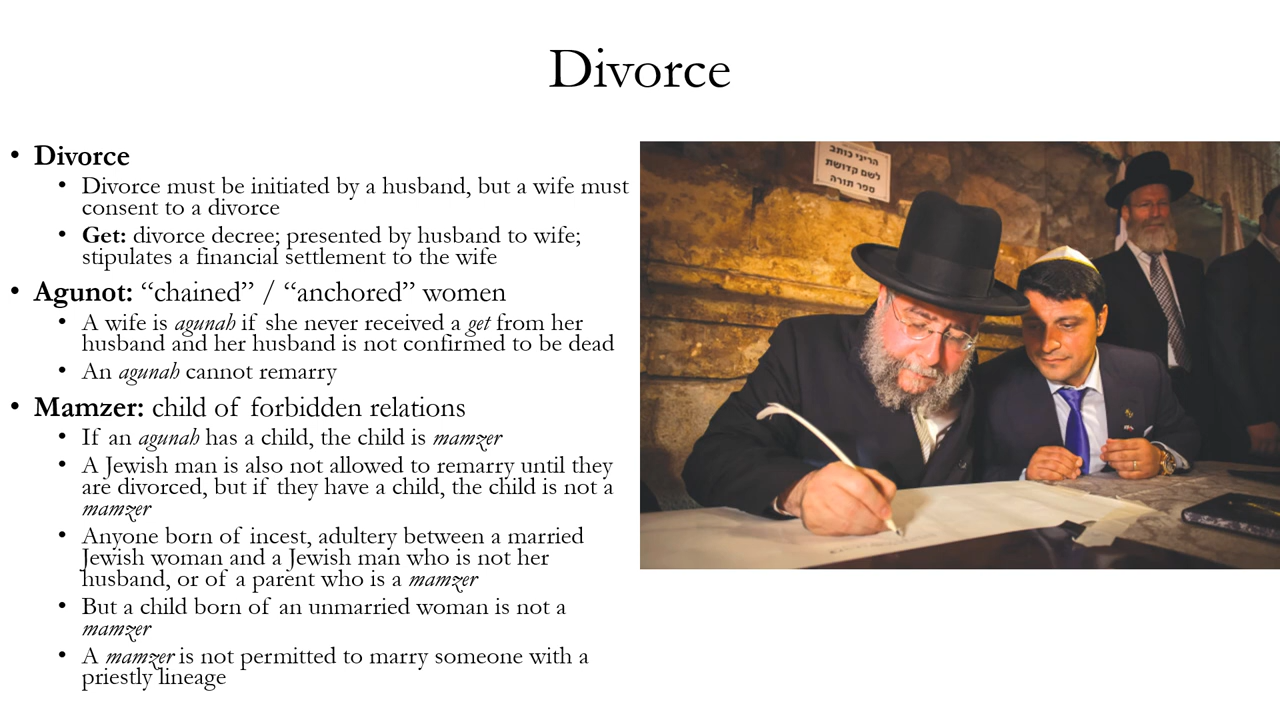 Divorce
• Divorce
• Divorce must be initiated by a husband, but a wife must
consent to a divorce
• Get: divorce decree; presented by husband to wife;
stipulates a financial settlement to the wife
• Agunot: “chained” / “anchored” women
• A wife is agunah if she never received a get from her
husband and her husband is not confirmed to be dead
• An agunah cannot remarry
• Mamzer: child of forbidden relations
• If an agunah has a child, the child is mamzer
• A Jewish man is also not allowed to remarry until they
are divorced, but if they have a child, the child is not a
mamzer
• Anyone born of incest, adultery between a married
Jewish woman and a Jewish man who is not her
husband, or of a parent who is a mamzer
• But a child born of an unmarried woman is not a
mamzer
• A mamzer is not permitted to marry someone with a
priestly lineage
הריני כותב
לשם קדושת
ספר תורה